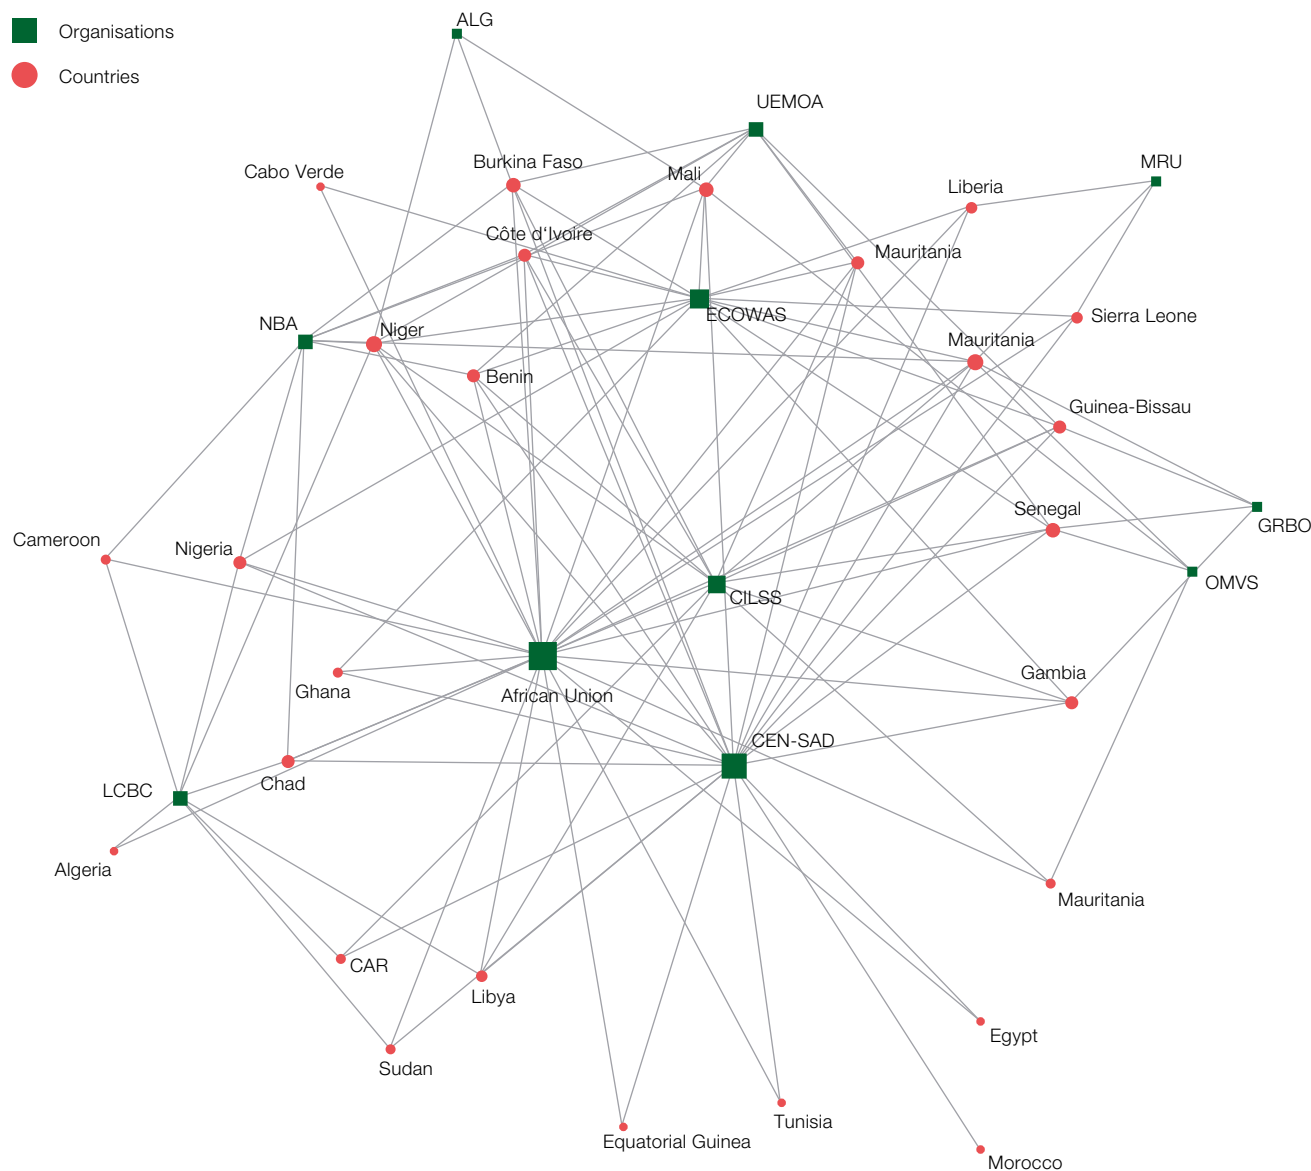 ALG
Organisations
Countries
UEMOA
Burkina Faso
MRU
Cabo Verde
Mali
Liberia
Côte d'Ivoire
Mauritania
ECOWAS
Sierra Leone
NBA
Niger
Mauritania
Benin
Guinea-Bissau
Senegal
GRBO
Cameroon
Nigeria
OMVS
CILSS
Gambia
Ghana
African Union
CEN-SAD
Chad
LCBC
Algeria
Mauritania
CAR
Libya
Egypt
Sudan
Tunisia
Equatorial Guinea
Morocco